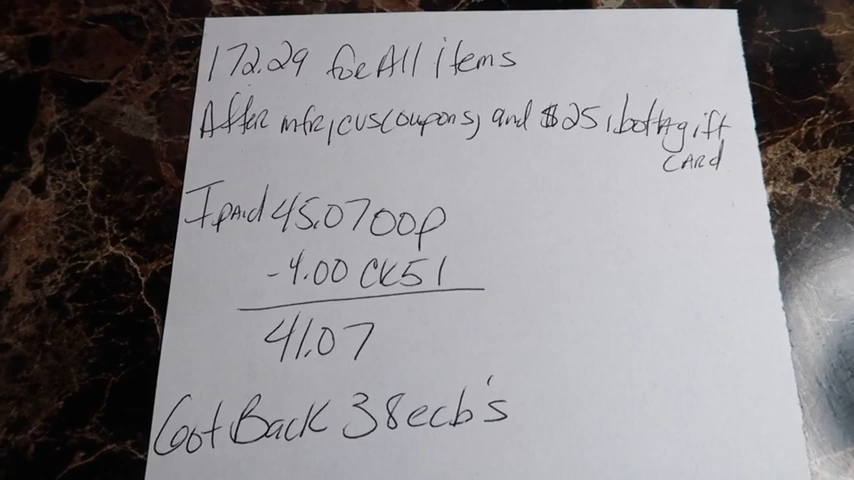 172.29 for All items
After mfr, CVS Coupons, and $25 gift
CARD
I paid 45.07 OOP
-4.00 CK51
41.07
Got Back 38 ecb's